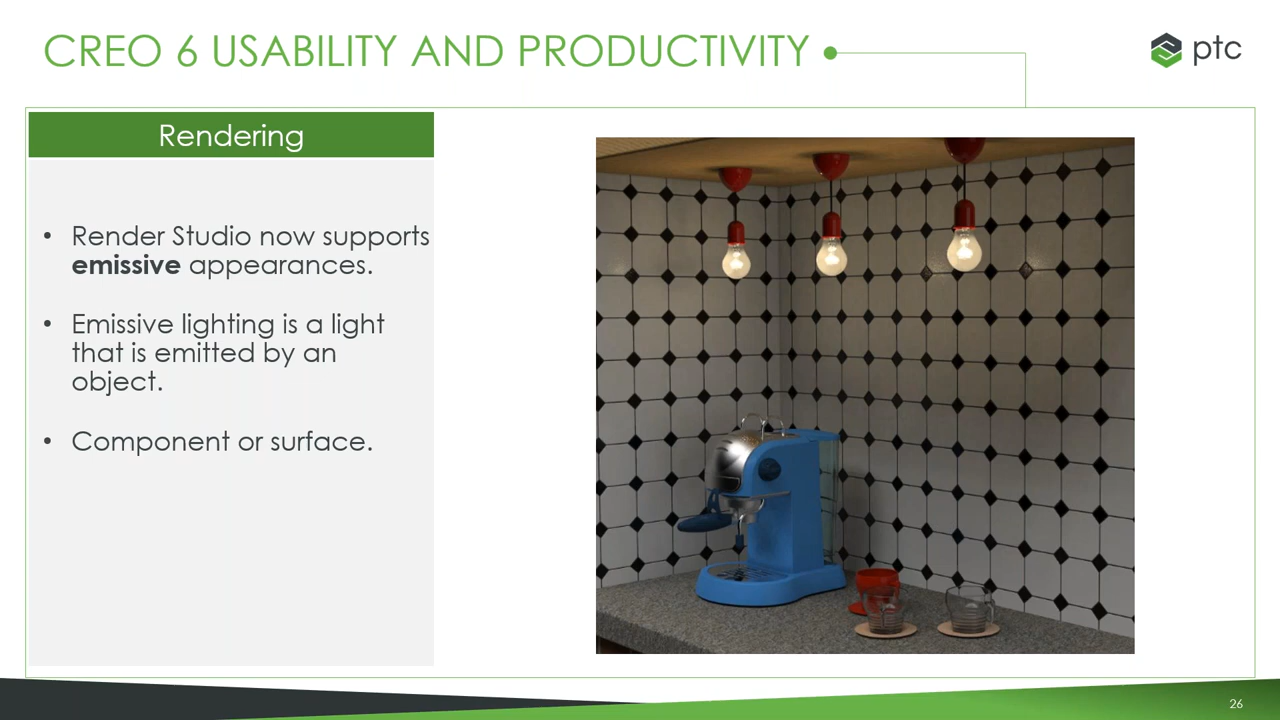 CREO 6 USABILITY AND PRODUCTIVITY
ptc
Rendering
• Render Studio now supports
emissive appearances.
• Emissive lighting is a light
that is emitted by an
object.
• Component or surface.
26